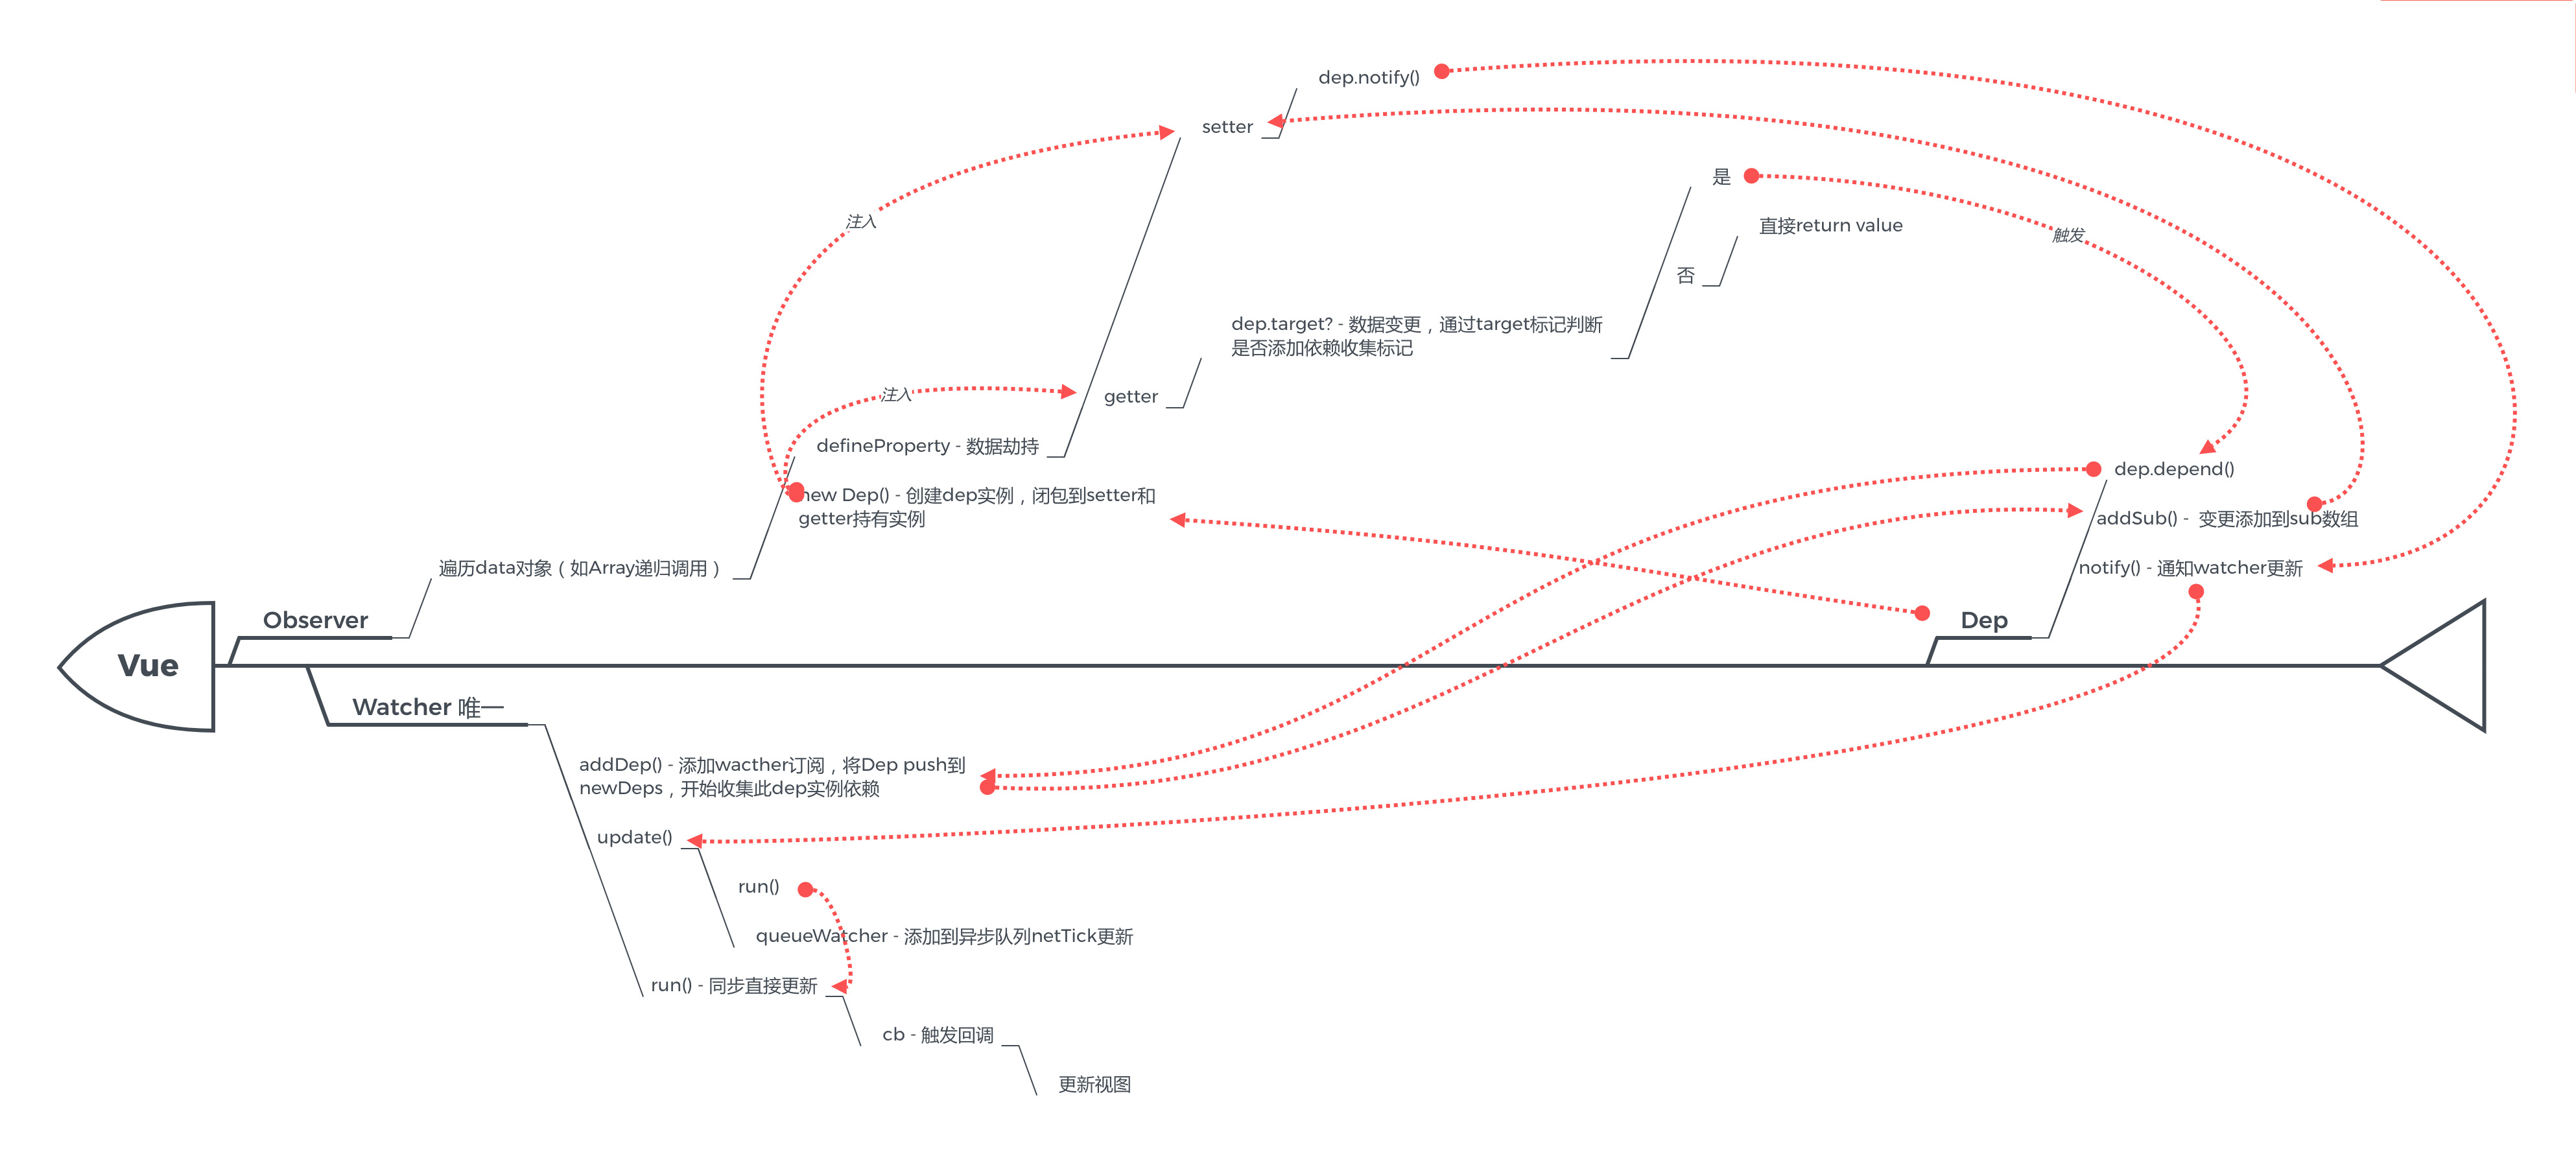 dep.notify()
setter
是
注入
直接return value
触发
否
dep.target? - 数据变更，通过target标记判断
是否添加依赖收集标记
注入
getter
defineProperty - 数据劫持
dep.depend()
new Dep() - 创建dep实例，闭包到setter和
getter持有实例
addSub() - 变更添加到sub数组
遍历data对象（如Array递归调用）
notify() - 通知watcher更新
Observer
Dep
Vue
Watcher 唯一
addDep() - 添加wacther订阅，将Dep push到
newDeps，开始收集此dep实例依赖
update()
run()
queueWatcher - 添加到异步队列netTick更新
run() - 同步直接更新
cb - 触发回调
更新视图